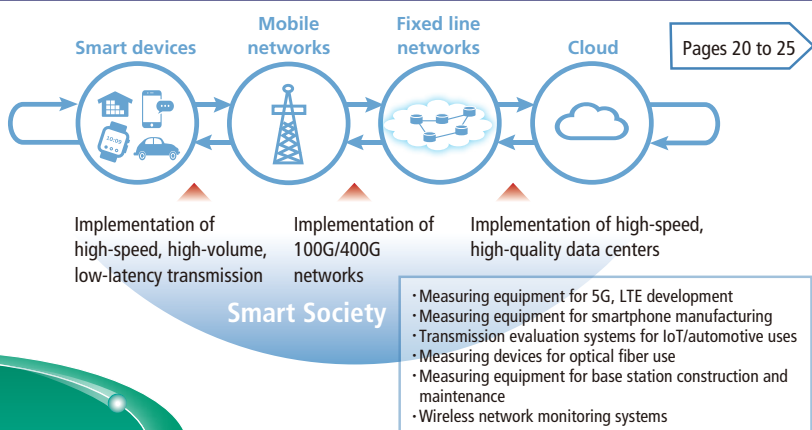 Smart devices
Mobile
networks
Fixed line
networks
Cloud
Pages 20 to 25
10:09
Implementation of
high-speed, high-volume,
low-latency transmission
Implementation of
100G/400G
networks
Implementation of high-speed,
high-quality data centers
Smart Society
・Measuring equipment for 5G, LTE development
・Measuring equipment for smartphone manufacturing
・Transmission evaluation systems for IoT/automotive uses
・Measuring devices for optical fiber use
・Measuring equipment for base station construction and
maintenance
・Wireless network monitoring systems